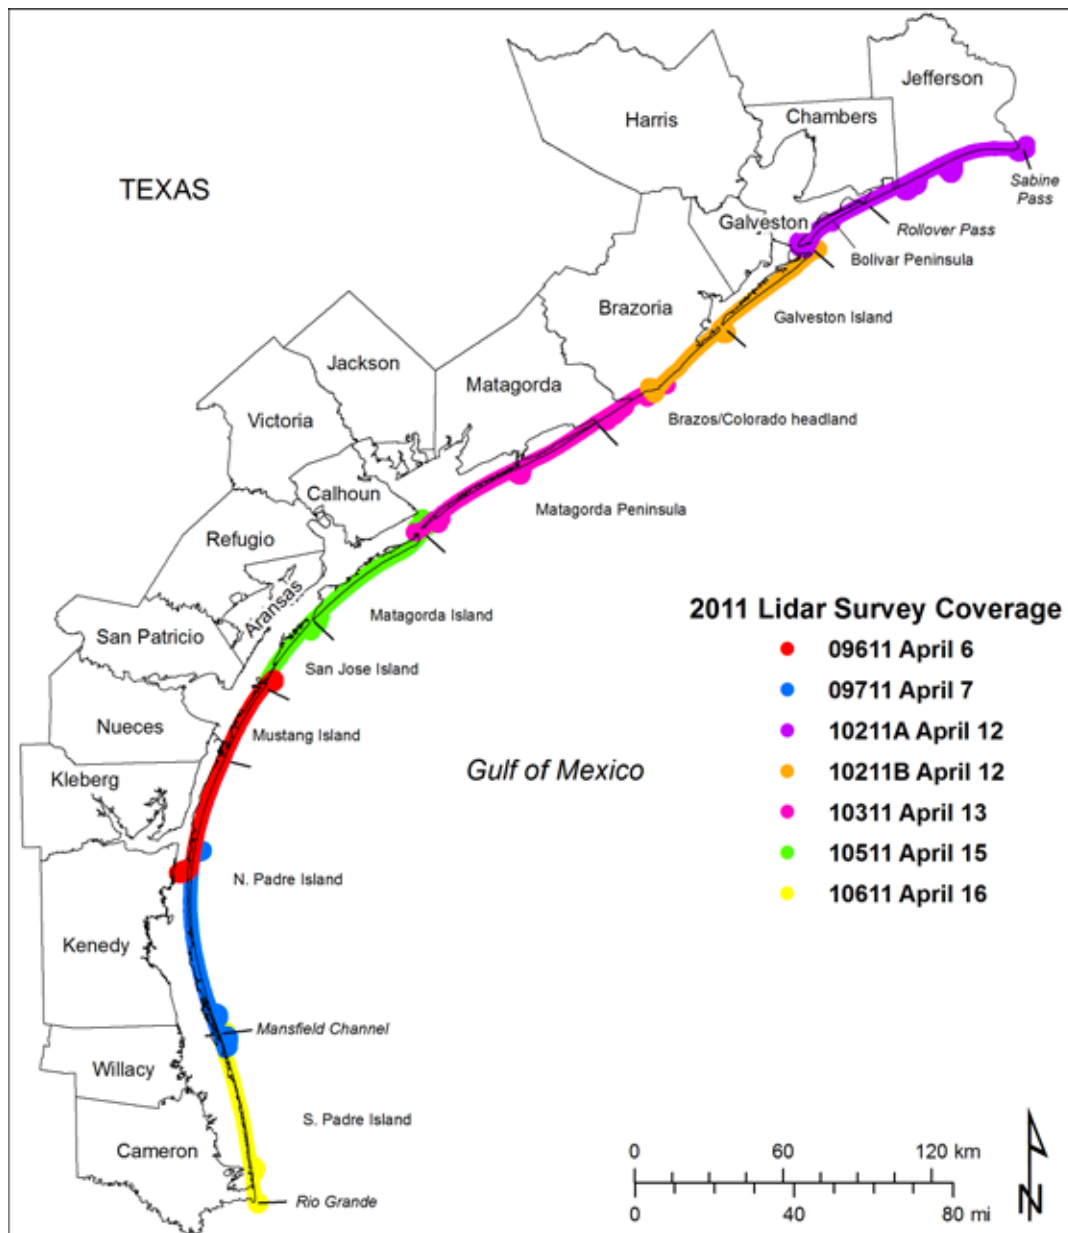 Jefferson
Harris
Chambers
TEXAS
Sabine
Pass
Galveston
Rollover Pass
Bolivar Peninsula
Brazoria
Galveston Island
Jackson
Matagorda
Victoria
Brazos/Colorado headland
Calhoun
Matagorda Peninsula
Refugio
Aransas
Matagorda Island
San Patricio
San Jose Island
Nueces
Mustang Island
Kleberg
Gulf of Mexico
N. Padre Island
Kenedy
Mansfield Channel
Willacy
S. Padre Island
Cameron
Rio Grande
2011 Lidar Survey Coverage
09611 April 6
09711 April 7
10211A April 12
10211B April 12
10311 April 13
10511 April 15
10611 April 16
0 60 120 km
0 40 80 mi
N